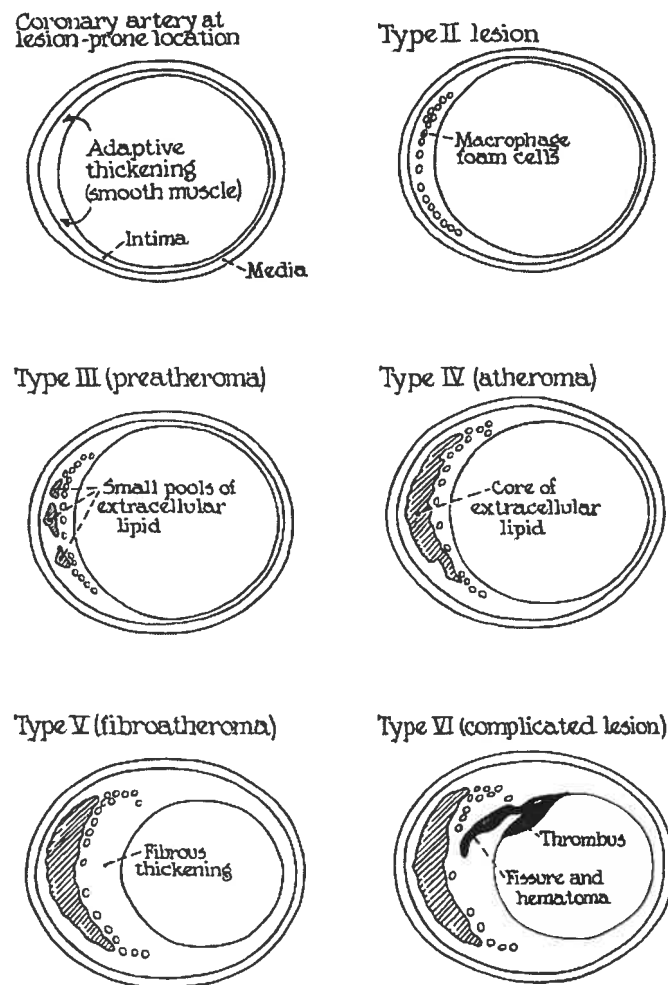 Coronary artery at
lesion-prone location
Adaptive
thickening
(smooth muscle)
Intima
Media
Type II lesion
Macrophage
foam cells
Type III (preatheroma)
Small pools of
extracellular
lipid
Type IV (atheroma)
Core of
extracellular
lipid
Type V (fibroatheroma)
Fibrous
thickening
Type VI (complicated lesion)
Thrombus
Fissure and
hematoma